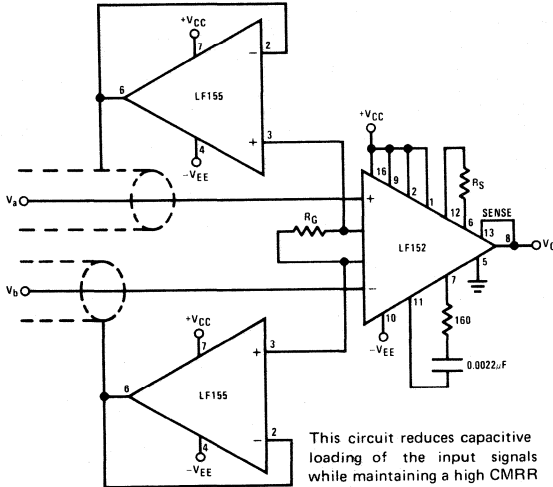 +VCC
7
2
6
LF155
3
4
-VEE
+VCC
16
9
2
1
RS
12
6
SENSE
13
8
VO
Va
RG
LF152
5
Vb
11
7
160
10
-VEE
0.0022μF
+VCC
7
3
6
LF155
2
4
-VEE
This circuit reduces capacitive
loading of the input signals
while maintaining a high CMRR